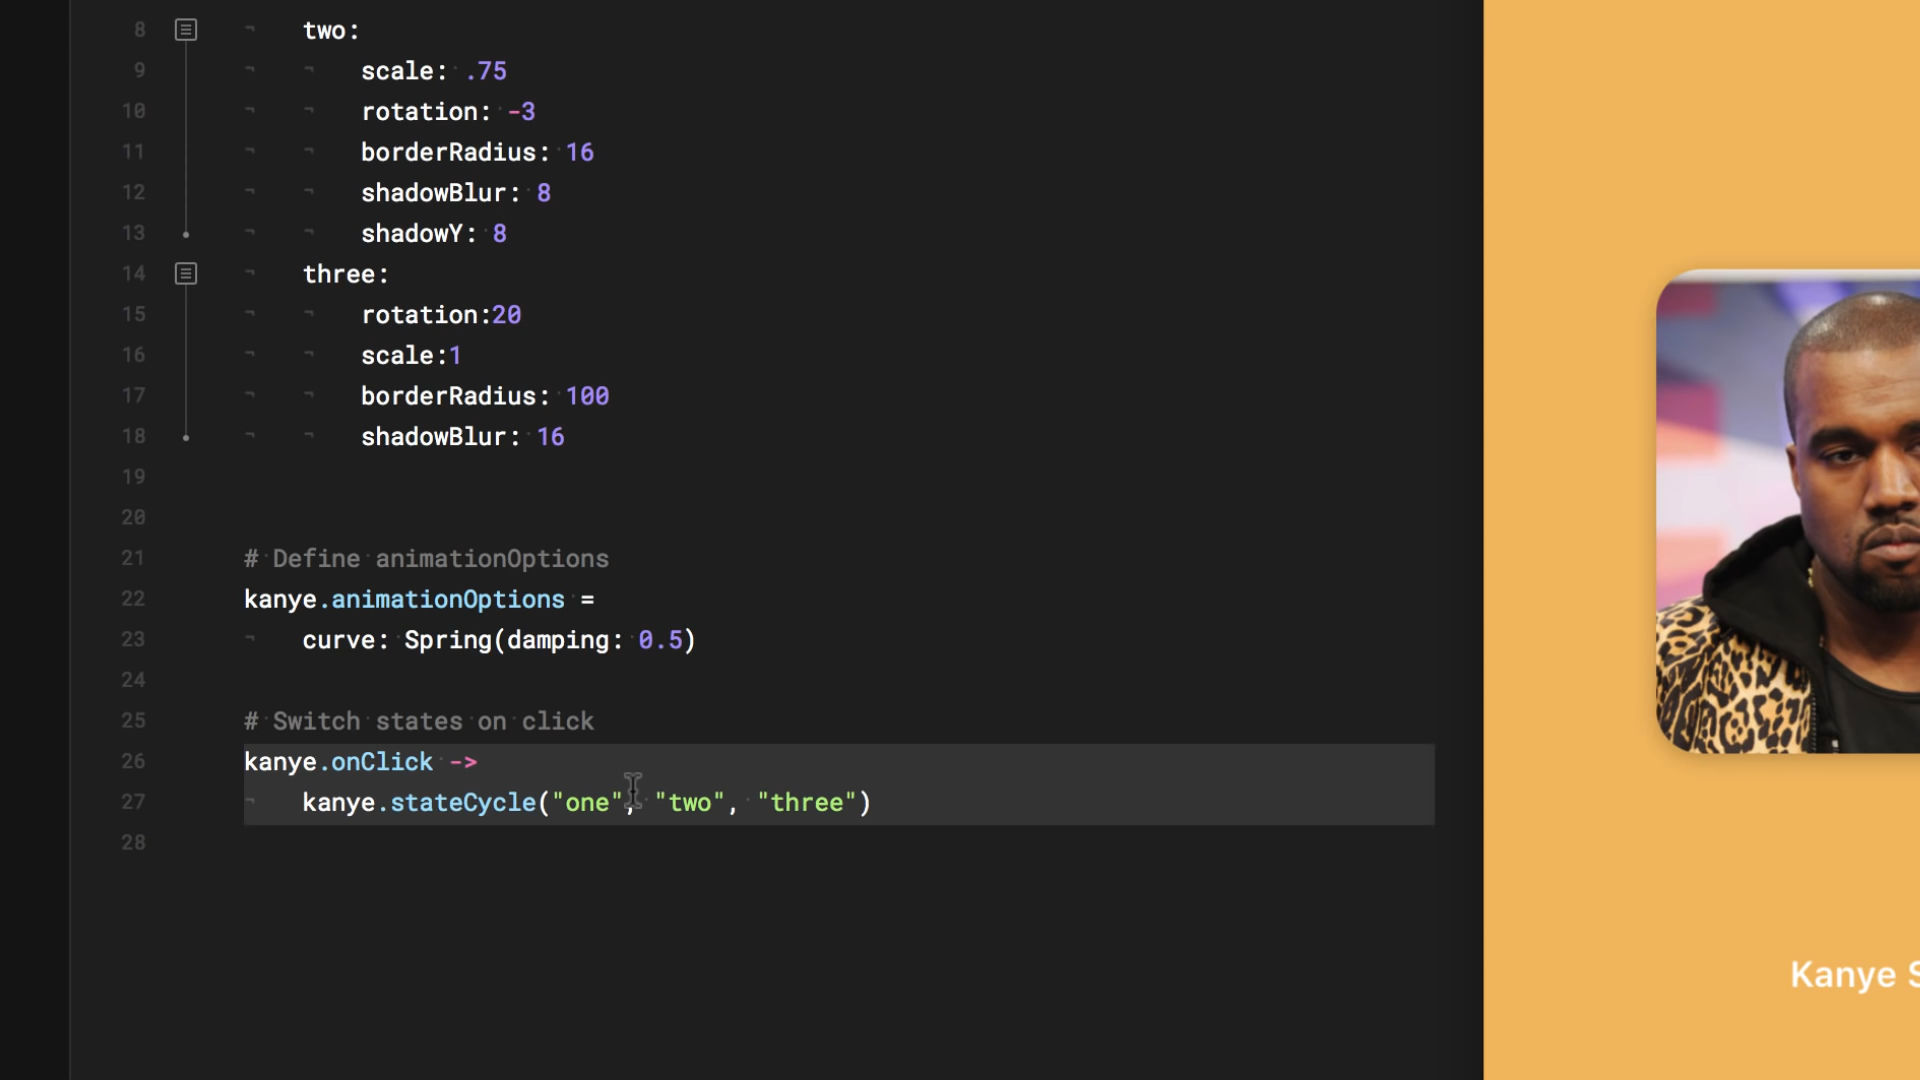 8 two:
9 scale: .75
10 rotation: -3
11 borderRadius: 16
12 shadowBlur: 8
13 shadowY: 8
14 three:
15 rotation:20
16 scale:1
17 borderRadius: 100
18 shadowBlur: 16
19
20
21 # Define animationOptions
22 kanye.animationOptions =
23 curve: Spring(damping: 0.5)
24
25 # Switch states on click
26 kanye.onClick ->
27 kanye.stateCycle("one", "two", "three")
28
Kanye S